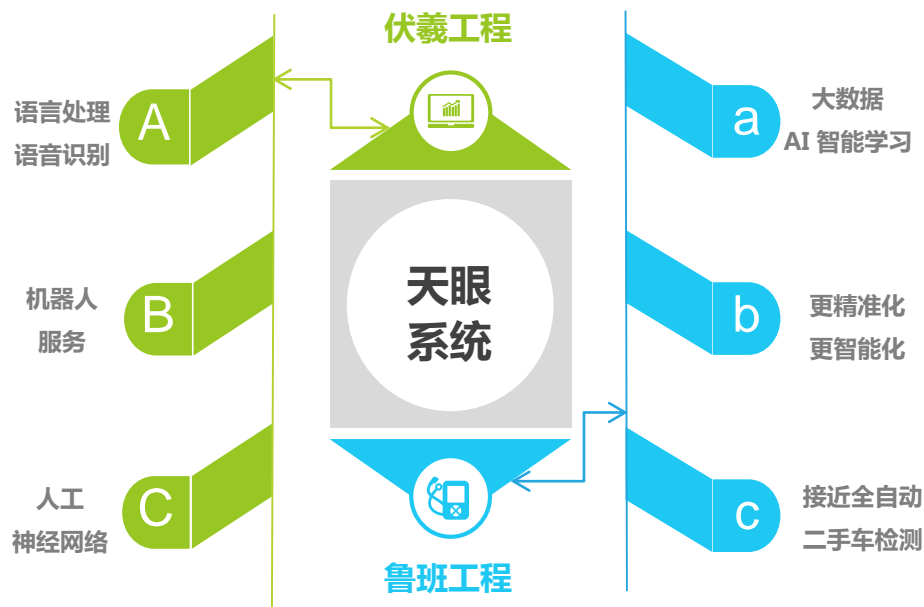 伏羲工程
A
语言处理
语音识别
B
机器人
服务
C
人工
神经网络
天眼
系统
a
大数据
AI 智能学习
b
更精准化
更智能化
c
接近全自动
二手车检测
鲁班工程